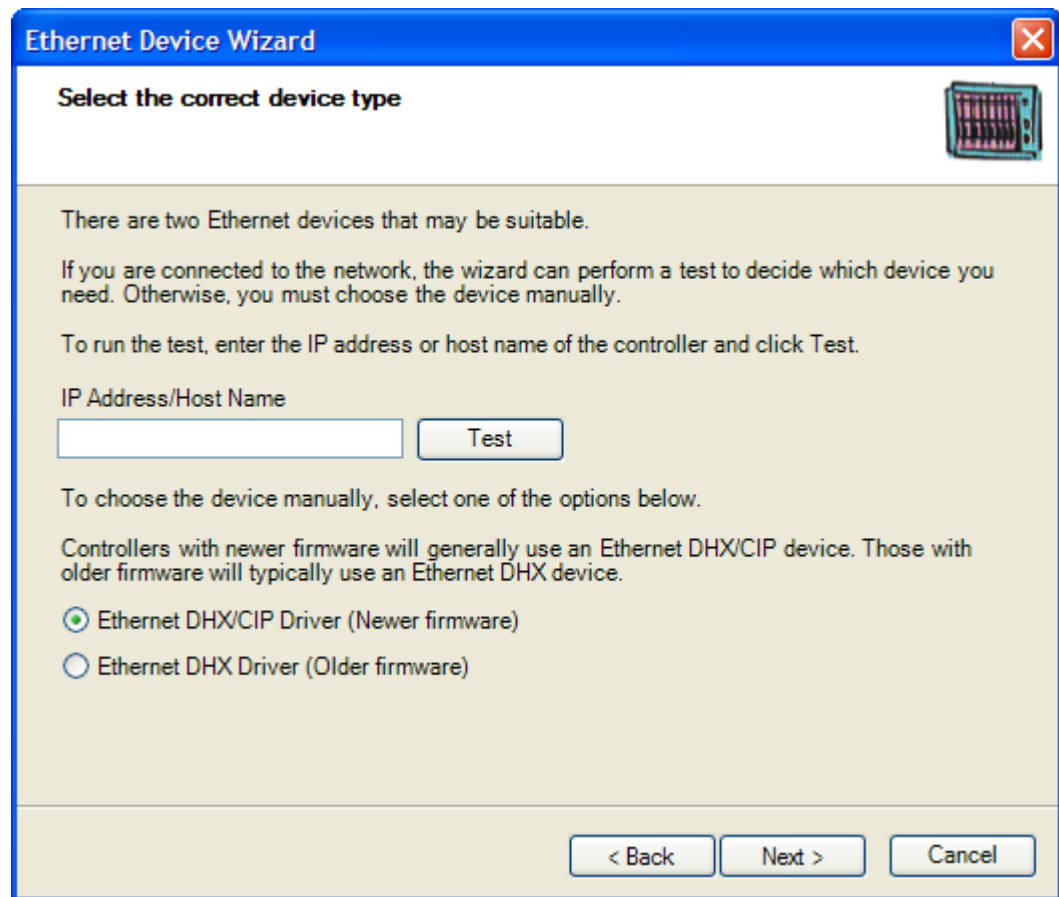 Ethernet Device Wizard
Select the correct device type
There are two Ethernet devices that may be suitable.
If you are connected to the network, the wizard can perform a test to decide which device you
need. Otherwise, you must choose the device manually.
To run the test, enter the IP address or host name of the controller and click Test.
IP Address/Host Name
Test
To choose the device manually, select one of the options below.
Controllers with newer firmware will generally use an Ethernet DHX/CIP device. Those with
older firmware will typically use an Ethernet DHX device.
Ethernet DHX/CIP Driver (Newer firmware)
Ethernet DHX Driver (Older firmware)
< Back Next > Cancel